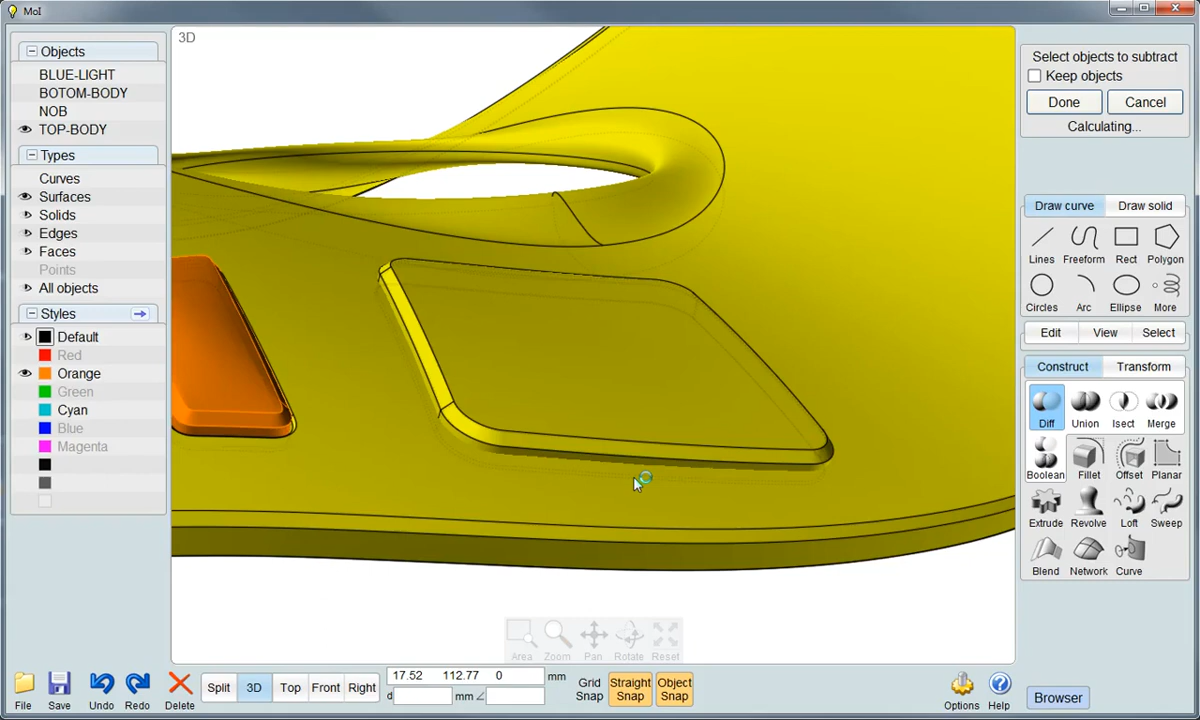 MoI
Objects
BLUE-LIGHT
BOTOM-BODY
NOB
TOP-BODY
Types
Curves
Surfaces
Solids
Edges
Faces
Points
All objects
Styles
Default
Red
Orange
Green
Cyan
Blue
Magenta
3D
Select objects to subtract
Keep objects
Done Cancel
Calculating...
Draw curve Draw solid
Lines Freeform Rect Polygon
Circles Arc Ellipse More
Edit View Select
Construct Transform
Diff Union Isect Merge
Boolean Fillet Offset Planar
Extrude Revolve Loft Sweep
Blend Network Curve
Area Zoom Pan Rotate Reset
File Save Undo Redo Delete
Split 3D Top Front Right
17.52 112.77 0 mm
d mm
Grid Snap
Straight Snap
Object Snap
Options Help
Browser